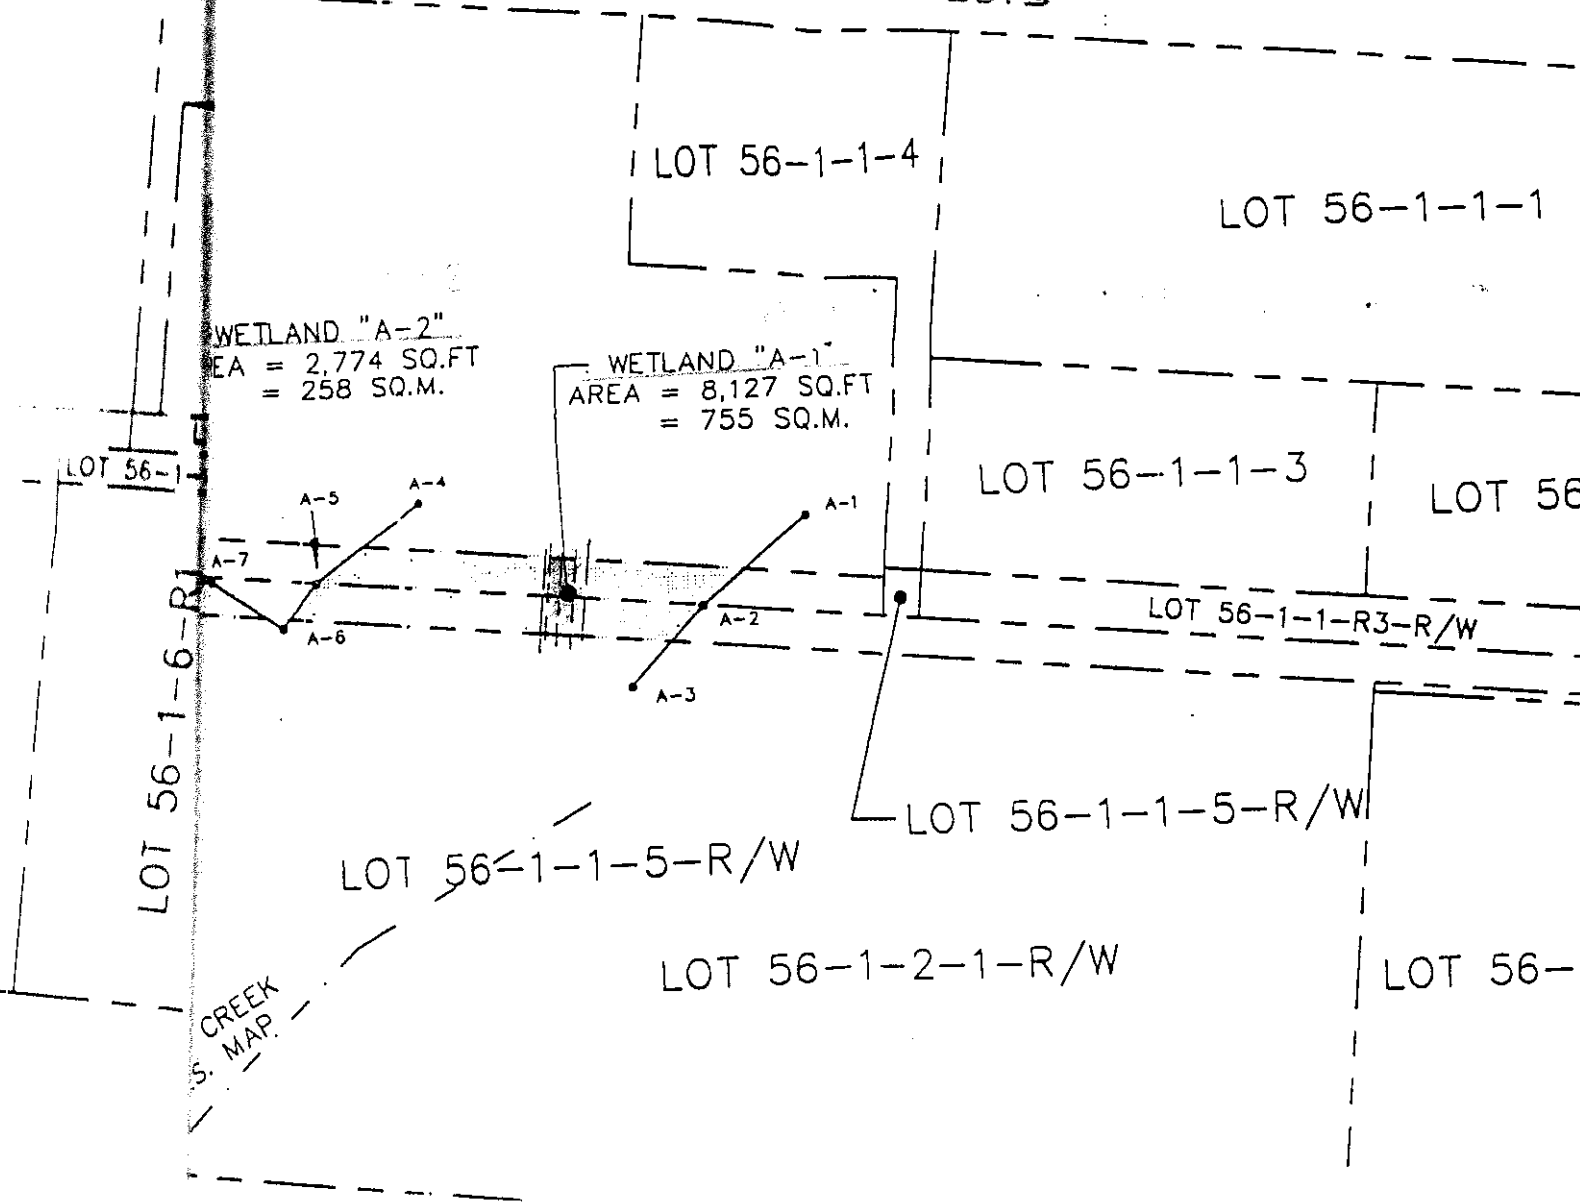 LOT 56-1-1-4
LOT 56-1-1-1
WETLAND "A-2"
EA = 2,774 SQ.FT
= 258 SQ.M.
WETLAND "A-1"
AREA = 8,127 SQ.FT
= 755 SQ.M.
LOT 56-1
LOT 56-1-1-3
LOT 56
A-5
A-4
A-1
A-7
A-6
A-2
A-3
LOT 56-1-1-R3-R/W
LOT 56-1-6-R1
LOT 56-1-1-5-R/W
LOT 56-1-1-5-R/W
LOT 56-1-2-1-R/W
LOT 56-
CREEK
S. MAP.